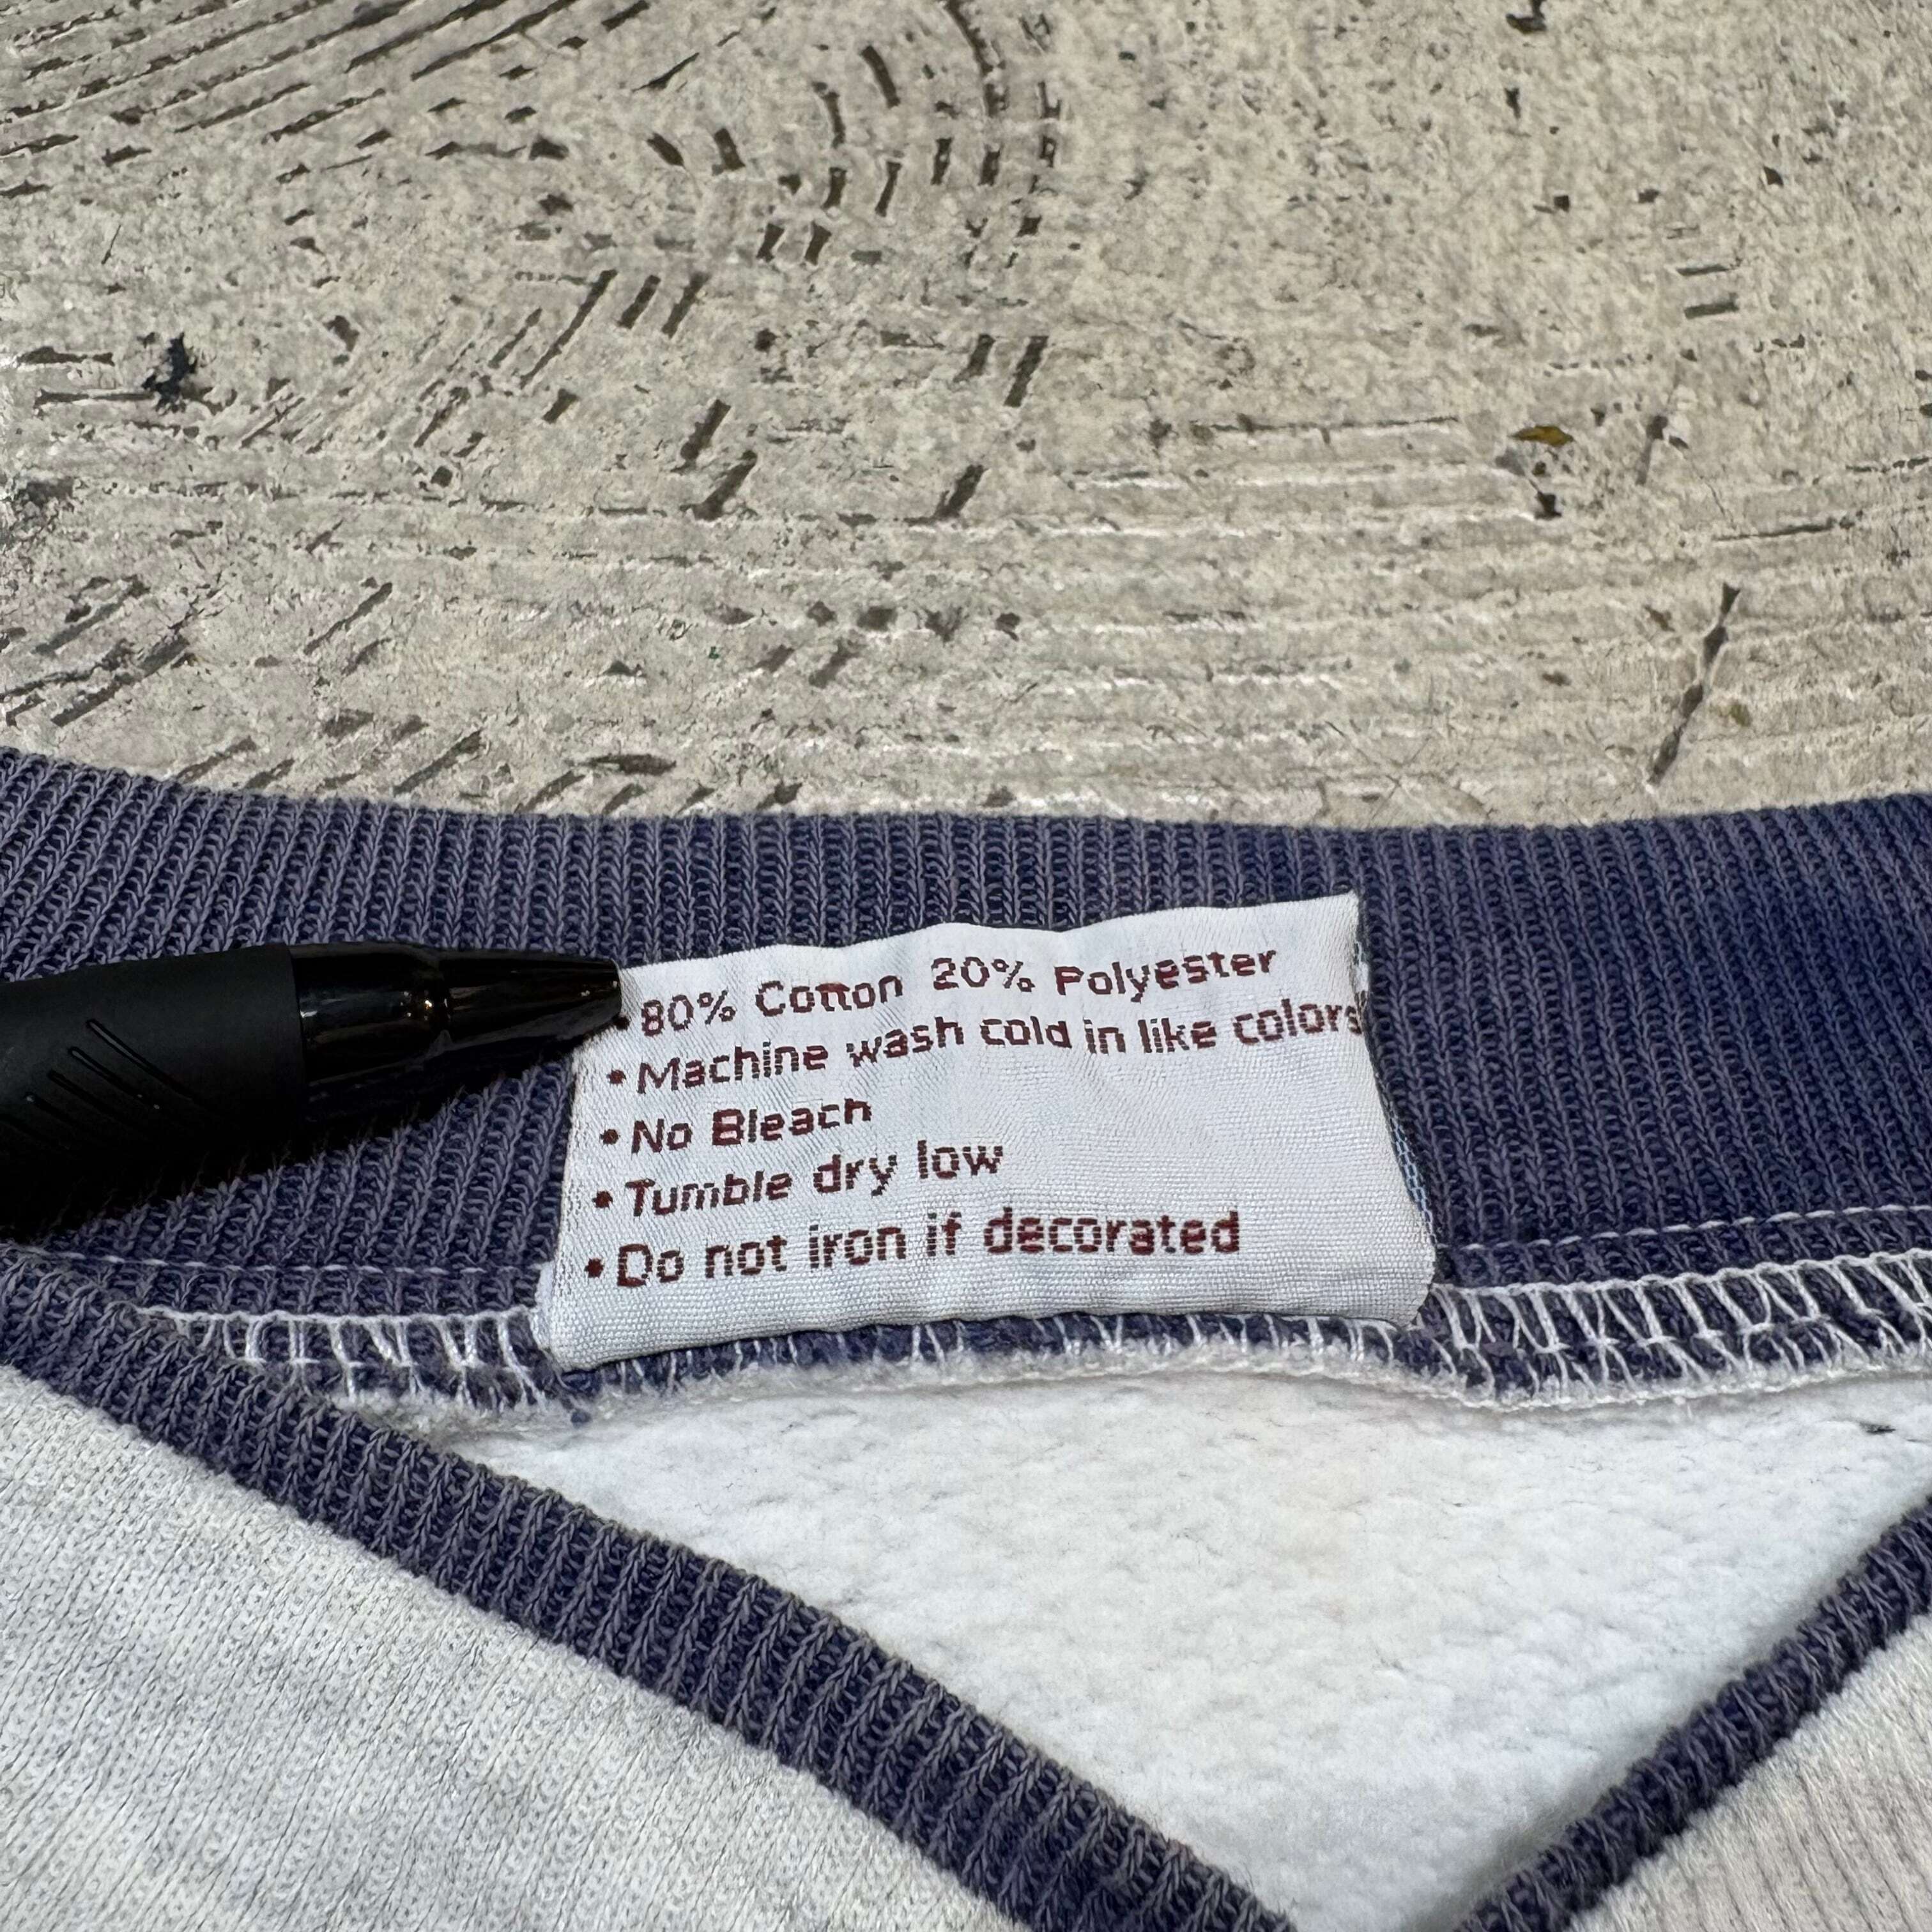 • 80% Cotton 20% Polyester
• Machine wash cold in like colors
• No Bleach
• Tumble dry low
• Do not iron if decorated